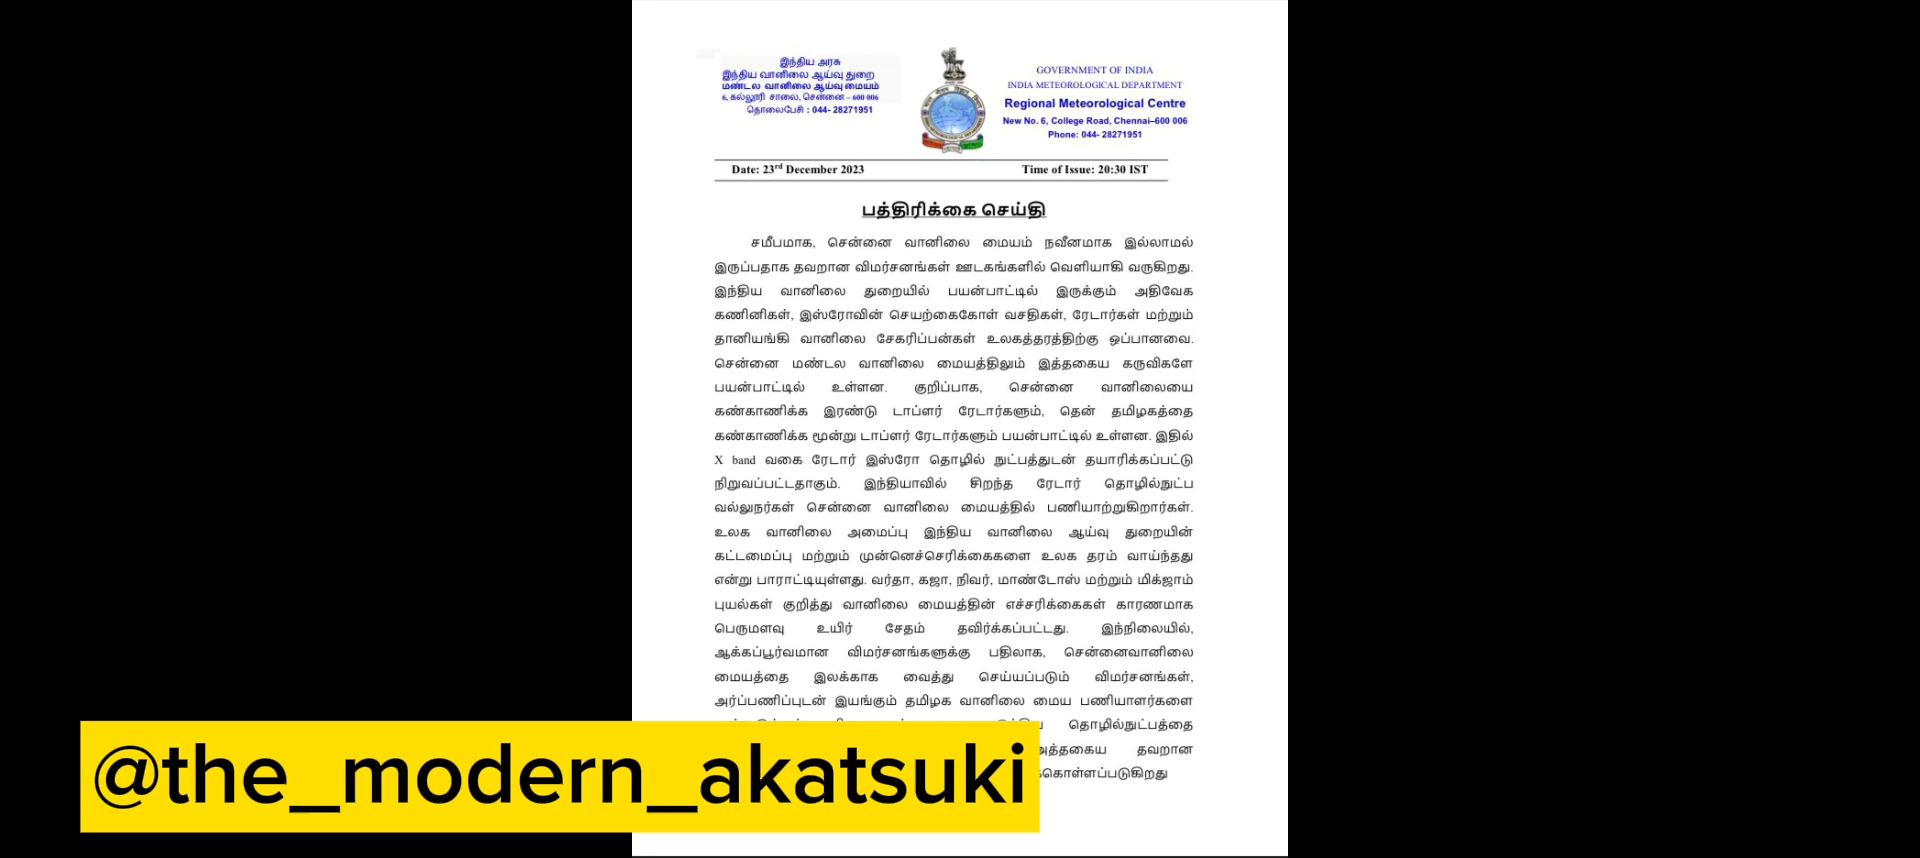 இந்திய அரசு
இந்திய வானிலை ஆய்வு துறை
மண்டல வானிலை ஆய்வு மையம்
6, கல்லூரி சாலை, சென்னை – 600 006
தொலைபேசி : 044- 28271951
GOVERNMENT OF INDIA
INDIA METEOROLOGICAL DEPARTMENT
Regional Meteorological Centre
New No. 6, College Road, Chennai–600 006
Phone: 044- 28271951
Date: 23rd December 2023 Time of Issue: 20:30 IST
பத்திரிக்கை செய்தி
சமீபமாக, சென்னை வானிலை மையம் நவீனமாக இல்லாமல்
இருப்பதாக தவறான விமர்சனங்கள் ஊடகங்களில் வெளியாகி வருகிறது.
இந்திய வானிலை துறையில் பயன்பாட்டில் இருக்கும் அதிவேக
கணினிகள், இஸ்ரோவின் செயற்கைகோள் வசதிகள், ரேடார்கள் மற்றும்
தானியங்கி வானிலை சேகரிப்பன்கள் உலகத்தரத்திற்கு ஒப்பானவை.
சென்னை மண்டல வானிலை மையத்திலும் இத்தகைய கருவிகளே
பயன்பாட்டில் உள்ளன. குறிப்பாக, சென்னை வானிலையை
கண்காணிக்க இரண்டு டாப்ளர் ரேடார்களும், தென் தமிழகத்தை
கண்காணிக்க மூன்று டாப்ளர் ரேடார்களும் பயன்பாட்டில் உள்ளன. இதில்
X band வகை ரேடார் இஸ்ரோ தொழில் நுட்பத்துடன் தயாரிக்கப்பட்டு
நிறுவப்பட்டதாகும். இந்தியாவில் சிறந்த ரேடார் தொழில்நுட்ப
வல்லுநர்கள் சென்னை வானிலை மையத்தில் பணியாற்றுகிறார்கள்.
உலக வானிலை அமைப்பு இந்திய வானிலை ஆய்வு துறையின்
கட்டமைப்பு மற்றும் முன்னெச்செரிக்கைகளை உலக தரம் வாய்ந்தது
என்று பாராட்டியுள்ளது. வர்தா, கஜா, நிவர், மாண்டோஸ் மற்றும் மிக்ஜாம்
புயல்கள் குறித்து வானிலை மையத்தின் எச்சரிக்கைகள் காரணமாக
பெருமளவு உயிர் சேதம் தவிர்க்கப்பட்டது. இந்நிலையில்,
ஆக்கப்பூர்வமான விமர்சனங்களுக்கு பதிலாக, சென்னைவானிலை
மையத்தை இலக்காக வைத்து செய்யப்படும் விமர்சனங்கள்,
அர்ப்பணிப்புடன் இயங்கும் தமிழக வானிலை மைய பணியாளர்களை
தொழில்நுட்பத்தை
அத்தகைய தவறான
@the_modern_akatsuki